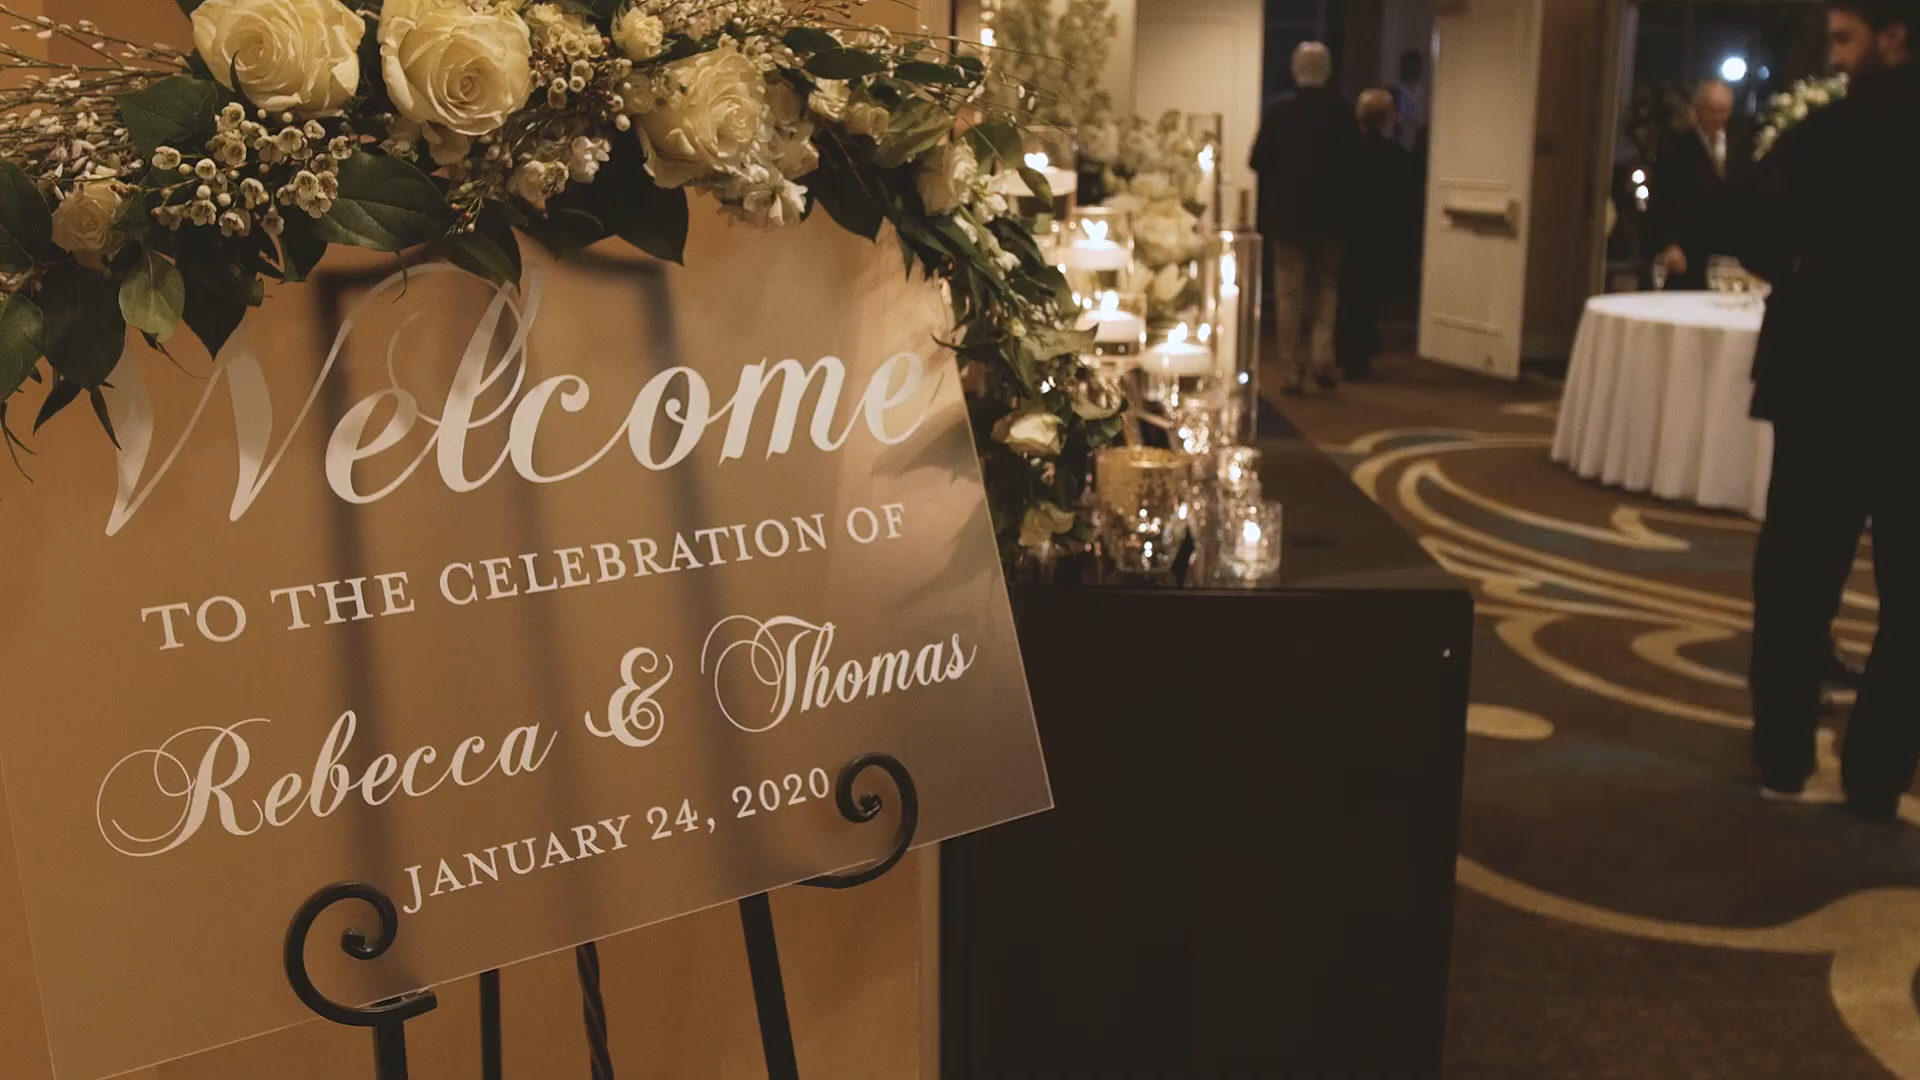 Welcome
TO THE CELEBRATION OF
Rebecca & Thomas
JANUARY 24, 2020